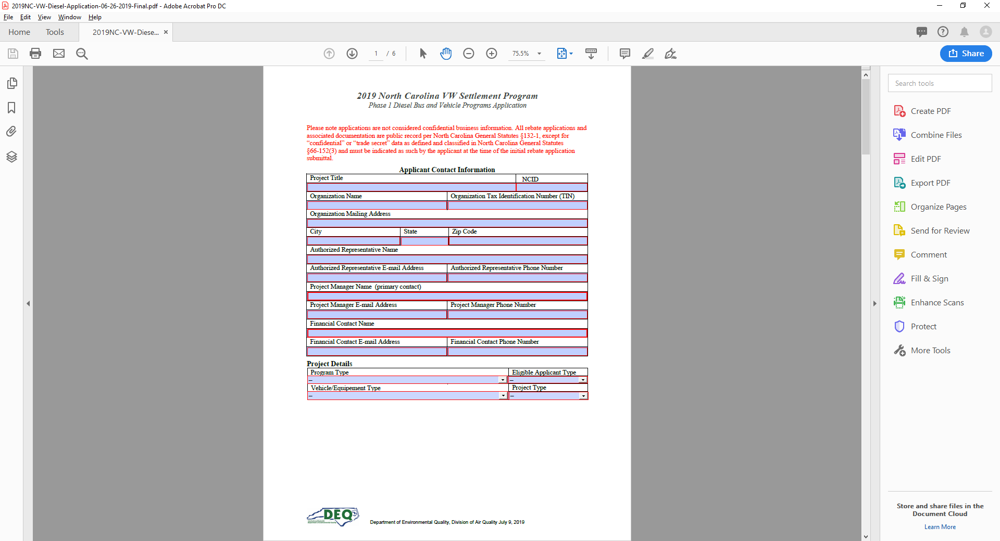 2019NC-VW-Diesel-Application-06-26-2019-Final.pdf - Adobe Acrobat Pro DC
File Edit View Window Help
Home Tools 2019NC-VW-Diese... ×
1 / 6 75.5% Share
Search tools
Create PDF
Combine Files
Edit PDF
Export PDF
Organize Pages
Send for Review
Comment
Fill & Sign
Enhance Scans
Protect
More Tools
Store and share files in the
Document Cloud
Learn More
2019 North Carolina VW Settlement Program
Phase 1 Diesel Bus and Vehicle Programs Application
Please note applications are not considered confidential business information. All rebate applications and
associated documentation are public record per North Carolina General Statutes §132-1, except for
“confidential” or “trade secret” data as defined and classified in North Carolina General Statutes
§66-152(3) and must be indicated as such by the applicant at the time of the initial rebate application
submittal.
Applicant Contact Information
Project Title NCID
Organization Name Organization Tax Identification Number (TIN)
Organization Mailing Address
City State Zip Code
Authorized Representative Name
Authorized Representative E-mail Address Authorized Representative Phone Number
Project Manager Name (primary contact)
Project Manager E-mail Address Project Manager Phone Number
Financial Contact Name
Financial Contact E-mail Address Financial Contact Phone Number
Project Details
Program Type Eligible Applicant Type
– –
Vehicle/Equipement Type Project Type
– –
DEQ
Department of Environmental Quality, Division of Air Quality July 9, 2019